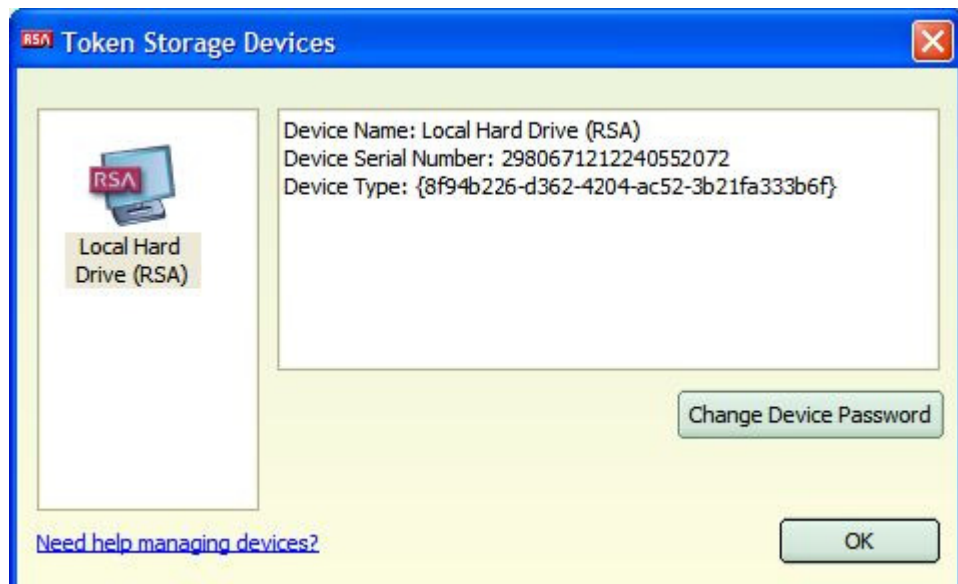 RSA Token Storage Devices
RSA
Local Hard
Drive (RSA)
Device Name: Local Hard Drive (RSA)
Device Serial Number: 2980671212240552072
Device Type: {8f94b226-d362-4204-ac52-3b21fa333b6f}
Change Device Password
Need help managing devices?
OK